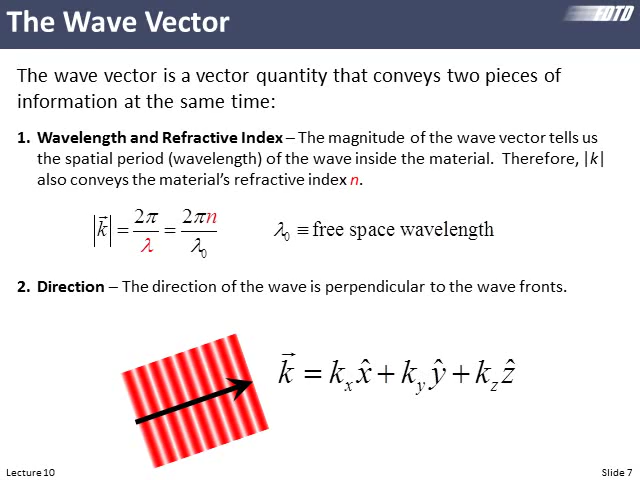 The Wave Vector
FDTD
The wave vector is a vector quantity that conveys two pieces of
information at the same time:
1. Wavelength and Refractive Index – The magnitude of the wave vector tells us
the spatial period (wavelength) of the wave inside the material. Therefore, |k|
also conveys the material's refractive index n.
|k⃗| = 2π/λ = 2πn/λ₀    λ₀ ≡ free space wavelength
2. Direction – The direction of the wave is perpendicular to the wave fronts.
k⃗ = kₓx̂ + k_yŷ + k_zẑ
Lecture 10 Slide 7